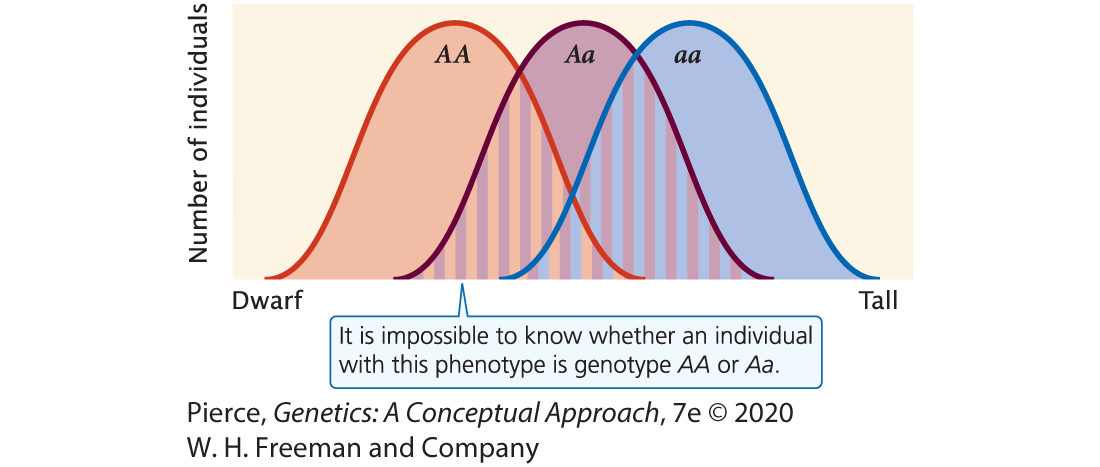 Number of individuals
AA
Aa
aa
Dwarf
Tall
It is impossible to know whether an individual
with this phenotype is genotype AA or Aa.
Pierce, Genetics: A Conceptual Approach, 7e © 2020
W. H. Freeman and Company